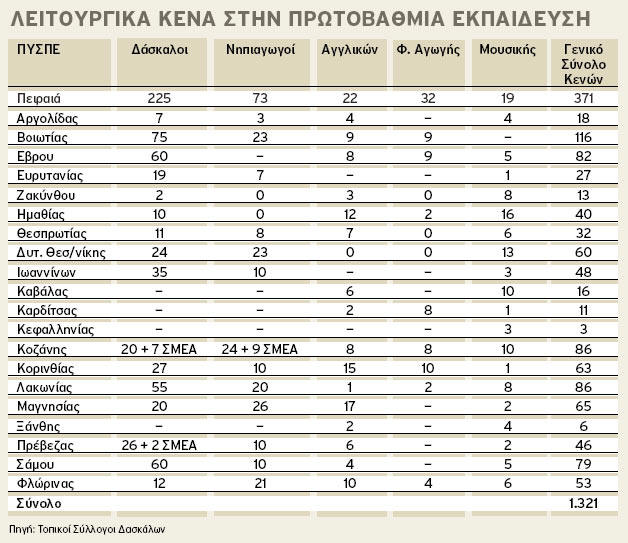 ΛΕΙΤΟΥΡΓΙΚΑ ΚΕΝΑ ΣΤΗΝ ΠΡΩΤΟΒΑΘΜΙΑ ΕΚΠΑΙΔΕΥΣΗ
ΠΥΣΠΕ Δάσκαλοι Νηπιαγωγοί Αγγλικών Φ. Αγωγής Μουσικής Γενικό
Σύνολο
Κενών
Πειραιά 225 73 22 32 19 371
Αργολίδας 7 3 4 – 4 18
Βοιωτίας 75 23 9 9 – 116
Εβρου 60 – 8 9 5 82
Ευρυτανίας 19 7 – – 1 27
Ζακύνθου 2 0 3 0 8 13
Ημαθίας 10 0 12 2 16 40
Θεσπρωτίας 11 8 7 0 6 32
Δυτ. Θεσ/νίκης 24 23 0 0 13 60
Ιωαννίνων 35 10 – – 3 48
Καβάλας – – 6 – 10 16
Καρδίτσας – – 2 8 1 11
Κεφαλληνίας – – – – 3 3
Κοζάνης 20 + 7 ΣΜΕΑ 24 + 9 ΣΜΕΑ 8 8 10 86
Κορινθίας 27 10 15 10 1 63
Λακωνίας 55 20 1 2 8 86
Μαγνησίας 20 26 17 – 2 65
Ξάνθης – – 2 – 4 6
Πρέβεζας 26 + 2 ΣΜΕΑ 10 6 – 2 46
Σάμου 60 10 4 – 5 79
Φλώρινας 12 21 10 4 6 53
Σύνολο 1.321
Πηγή: Τοπικοί Σύλλογοι Δασκάλων